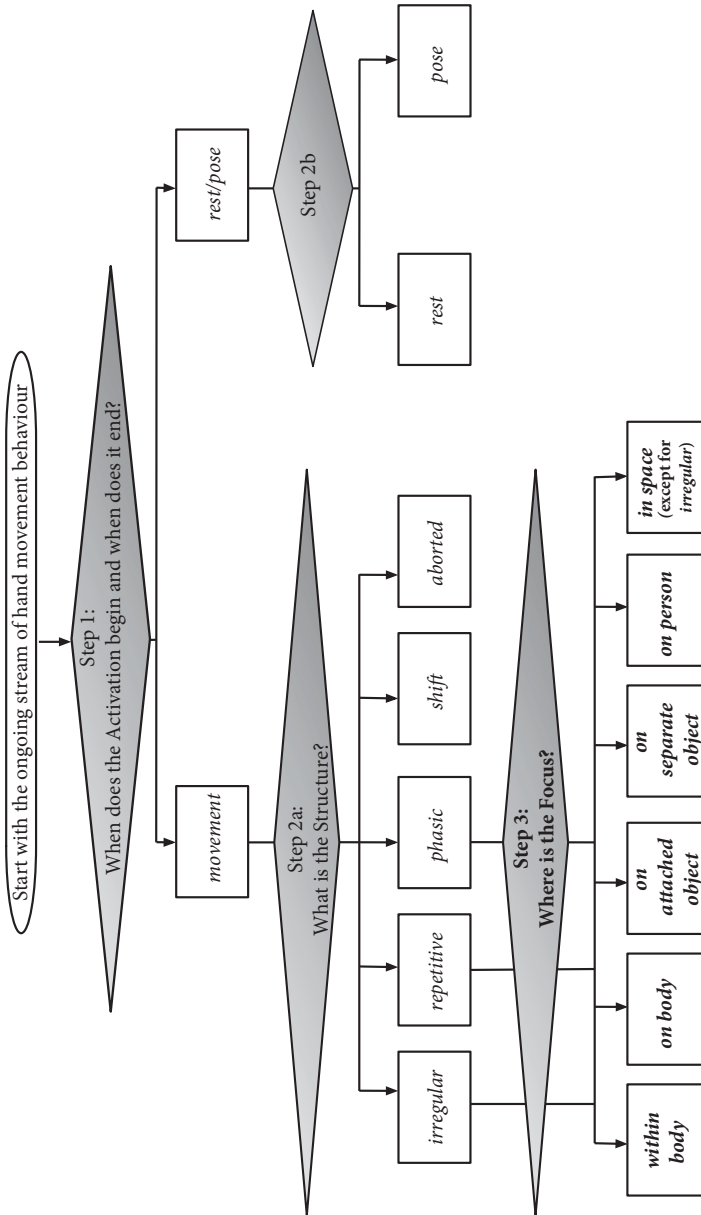 Start with the ongoing stream of hand movement behaviour
Step 1:
When does the Activation begin and when does it end?
movement
rest/pose
Step 2a:
What is the Structure?
Step 2b
irregular
repetitive
phasic
shift
aborted
rest
pose
Step 3:
Where is the Focus?
within
body
on body
on
attached
object
on
separate
object
on person
in space
(except for
irregular)